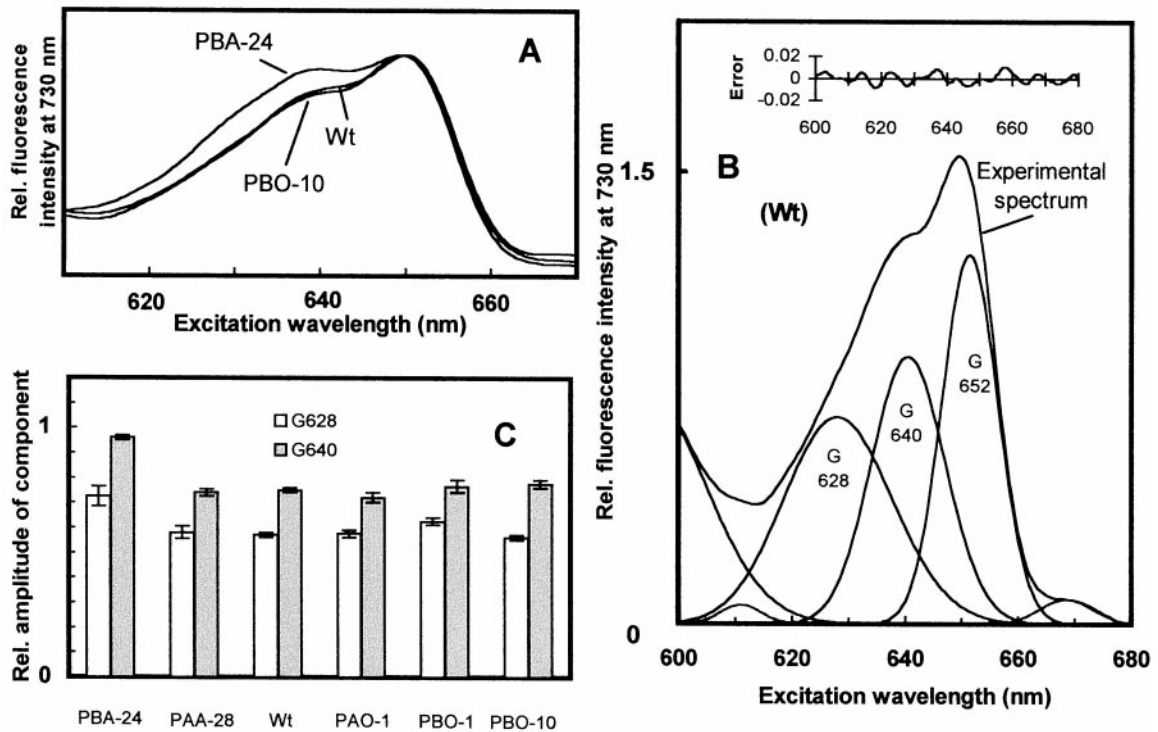 A
PBA-24
Wt
PBO-10
Rel. fluorescence
intensity at 730 nm
620
640
660
Excitation wavelength (nm)
B
(Wt)
Error
0.02
0
-0.02
600
620
640
660
680
Experimental
spectrum
1.5
0
G
628
G
640
G
652
Rel. fluorescence intensity at 730 nm
600
620
640
660
680
Excitation wavelength (nm)
C
G628
G640
Rel. amplitude of component
1
0
PBA-24
PAA-28
Wt
PAO-1
PBO-1
PBO-10